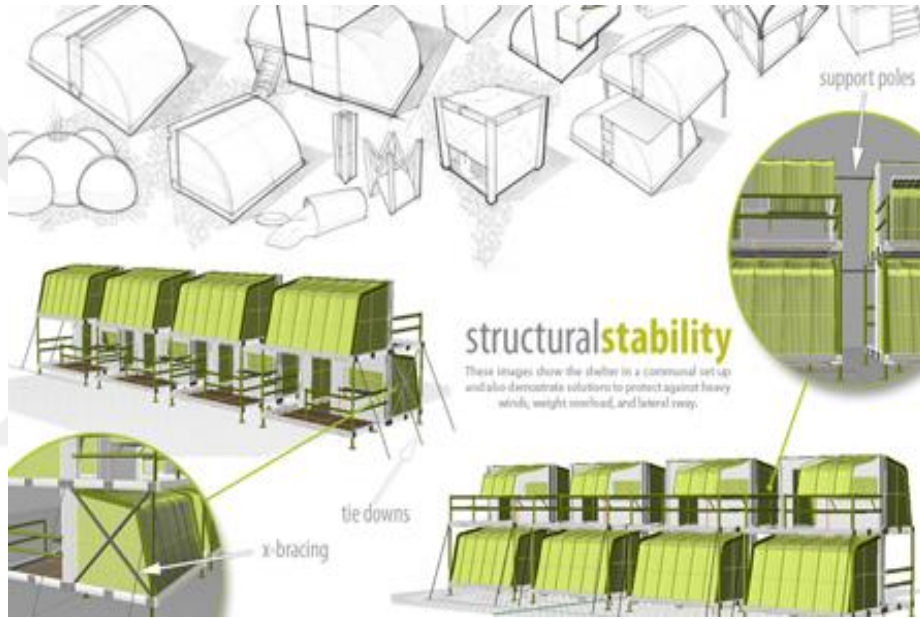 support poles
structuralstability
These images show the shelter in a communal set up
and also demostrate solutions to protect against heavy
winds, weight overload, and lateral sway.
tie downs
x-bracing